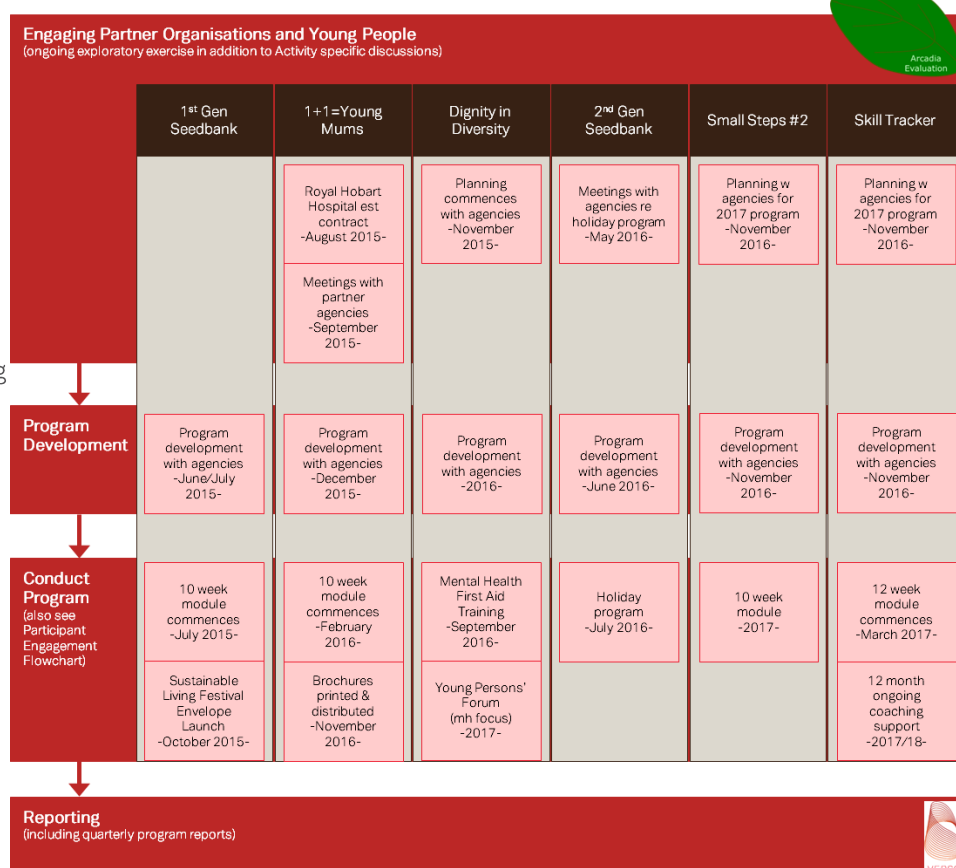 Engaging Partner Organisations and Young People
(ongoing exploratory exercise in addition to Activity specific discussions)
Arcadia
Evaluation
1st Gen
Seedbank
1+1=Young
Mums
Dignity in
Diversity
2nd Gen
Seedbank
Small Steps #2
Skill Tracker
Royal Hobart
Hospital est
contract
-August 2015-
Planning
commences
with agencies
-November
2015-
Meetings with
agencies re
holiday program
-May 2016-
Planning w
agencies for
2017 program
-November
2016-
Planning w
agencies for
2017 program
-November
2016-
Meetings with
partner
agencies
-September
2015-
Program
Development
Program
development
with agencies
-June/July
2015-
Program
development
with agencies
-December
2015-
Program
development
with agencies
-2016-
Program
development
with agencies
-June 2016-
Program
development
with agencies
-November
2016-
Program
development
with agencies
-November
2016-
Conduct
Program
(also see
Participant
Engagement
Flowchart)
10 week
module
commences
-July 2015-
10 week
module
commences
-February
2016-
Mental Health
First Aid
Training
-September
2016-
Holiday
program
-July 2016-
10 week
module
-2017-
12 week
module
commences
-March 2017-
Sustainable
Living Festival
Envelope
Launch
-October 2015-
Brochures
printed &
distributed
-November
2016-
Young Persons'
Forum
(mh focus)
-2017-
12 month
ongoing
coaching
support
-2017/18-
Reporting
(including quarterly program reports)